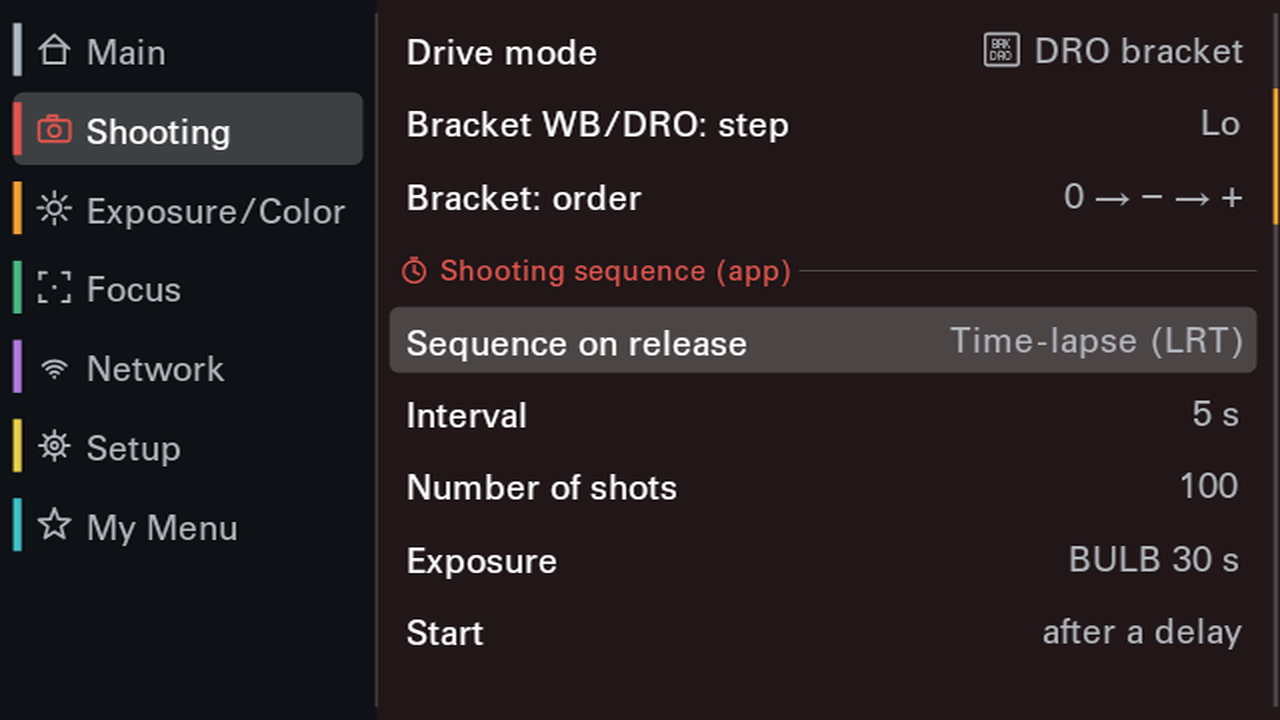 Main
Shooting
Exposure/Color
Focus
Network
Setup
My Menu
Drive mode BRK DRO DRO bracket
Bracket WB/DRO: step Lo
Bracket: order 0 → − → +
Shooting sequence (app)
Sequence on release Time-lapse (LRT)
Interval 5 s
Number of shots 100
Exposure BULB 30 s
Start after a delay